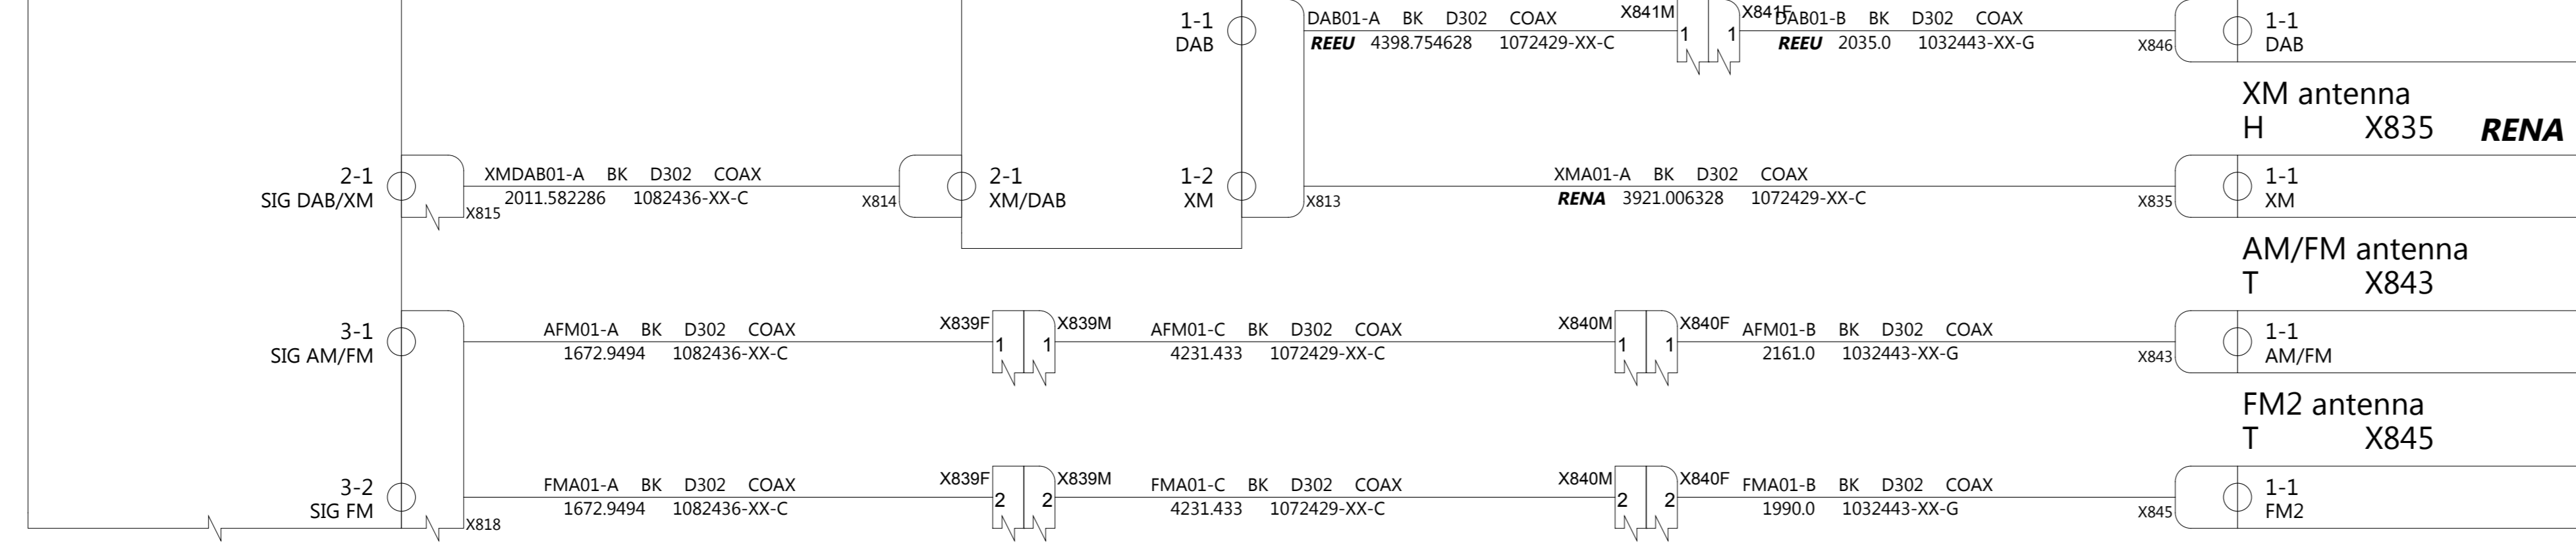 1-1
DAB
DAB01-A BK D302 COAX
REEU 4398.754628 1072429-XX-C
X841M
1 1
X841F
DAB01-B BK D302 COAX
REEU 2035.0 1032443-XX-G
X846
1-1
DAB
XM antenna
H X835 RENA
2-1
SIG DAB/XM
X815
XMDAB01-A BK D302 COAX
2011.582286 1082436-XX-C
X814
2-1
XM/DAB
1-2
XM
X813
XMA01-A BK D302 COAX
RENA 3921.006328 1072429-XX-C
X835
1-1
XM
AM/FM antenna
T X843
3-1
SIG AM/FM
AFM01-A BK D302 COAX
1672.9494 1082436-XX-C
X839F
1 1
X839M
AFM01-C BK D302 COAX
4231.433 1072429-XX-C
X840M
1 1
X840F
AFM01-B BK D302 COAX
2161.0 1032443-XX-G
X843
1-1
AM/FM
FM2 antenna
T X845
3-2
SIG FM
X818
FMA01-A BK D302 COAX
1672.9494 1082436-XX-C
X839F
2 2
X839M
FMA01-C BK D302 COAX
4231.433 1072429-XX-C
X840M
2 2
X840F
FMA01-B BK D302 COAX
1990.0 1032443-XX-G
X845
1-1
FM2